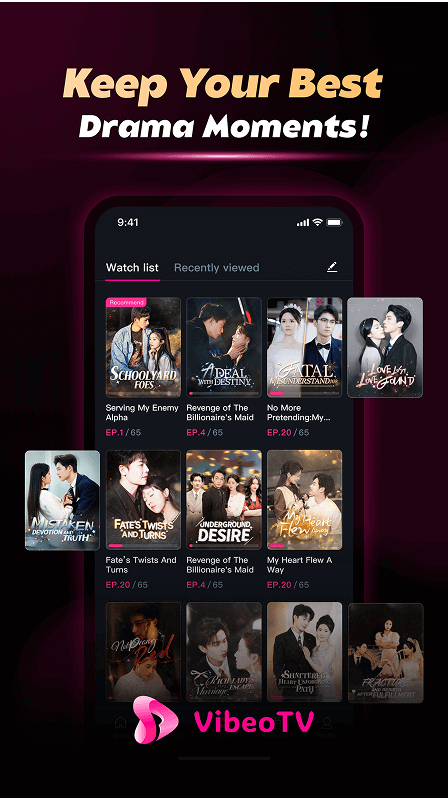 Keep Your Best
Drama Moments!
9:41
Watch list
Recently viewed
Recommend
SCHOOLYARD
FOES
A DEAL
WITH DESTINY
FATAL
MISUNDERSTANDING
LOVE LOST,
LOVE FOUND
Serving My Enemy
Alpha
EP.1 / 65
Revenge of The
Billionaire's Maid
EP.4 / 65
No More
Pretending:My...
EP.20 / 65
MISTAKEN
DEVOTION AND
TRUTH
FATE'S TWISTS
AND TURNS
UNDERGROUND
DESIRE
My Heart
Flew Away
Fate's Twists And
Turns
EP.20 / 65
Revenge of The
Billionaire's Maid
EP.4 / 65
My Heart Flew A
Way
EP.20 / 65
RICH LADY'S
MARRIAGE ESCAPE
SHATTERED
HEART UNFORGIVING
PATH
FRACTURE
AND REBIRTH
AFTER FULFILLMENT
VibeoTV